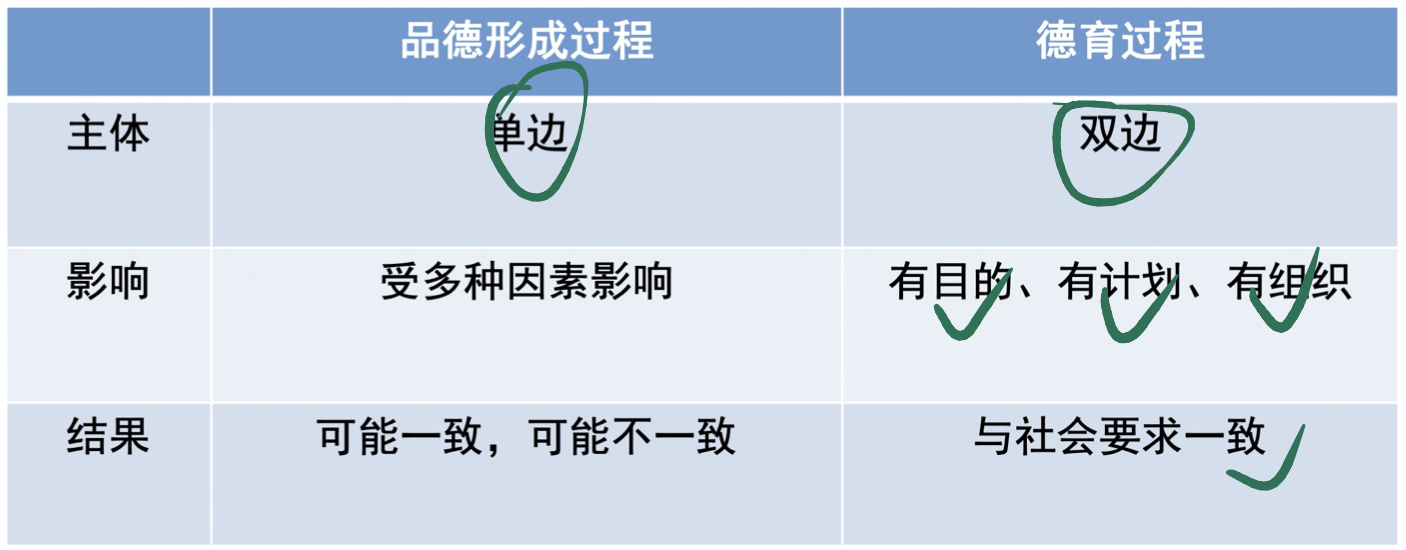 品德形成过程 德育过程
主体 单边 双边
影响 受多种因素影响 有目的、有计划、有组织
结果 可能一致，可能不一致 与社会要求一致